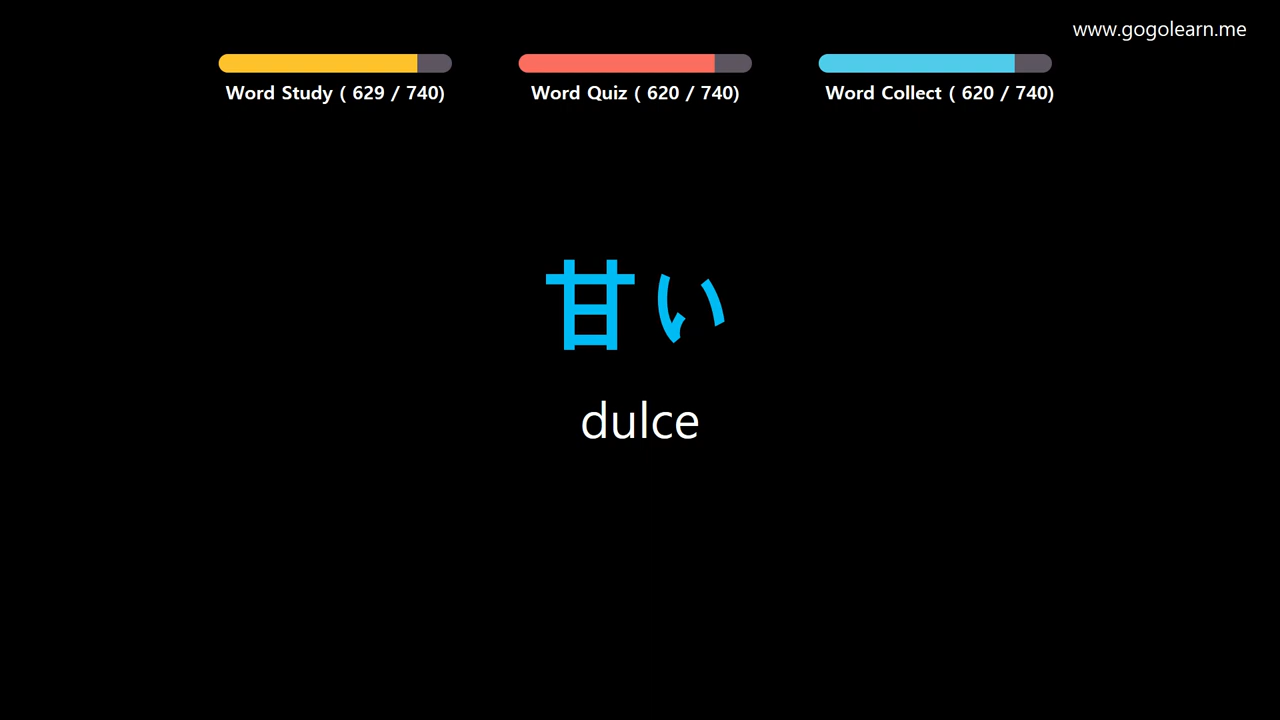 www.gogolearn.me
Word Study ( 629 / 740)
Word Quiz ( 620 / 740)
Word Collect ( 620 / 740)
甘い
dulce